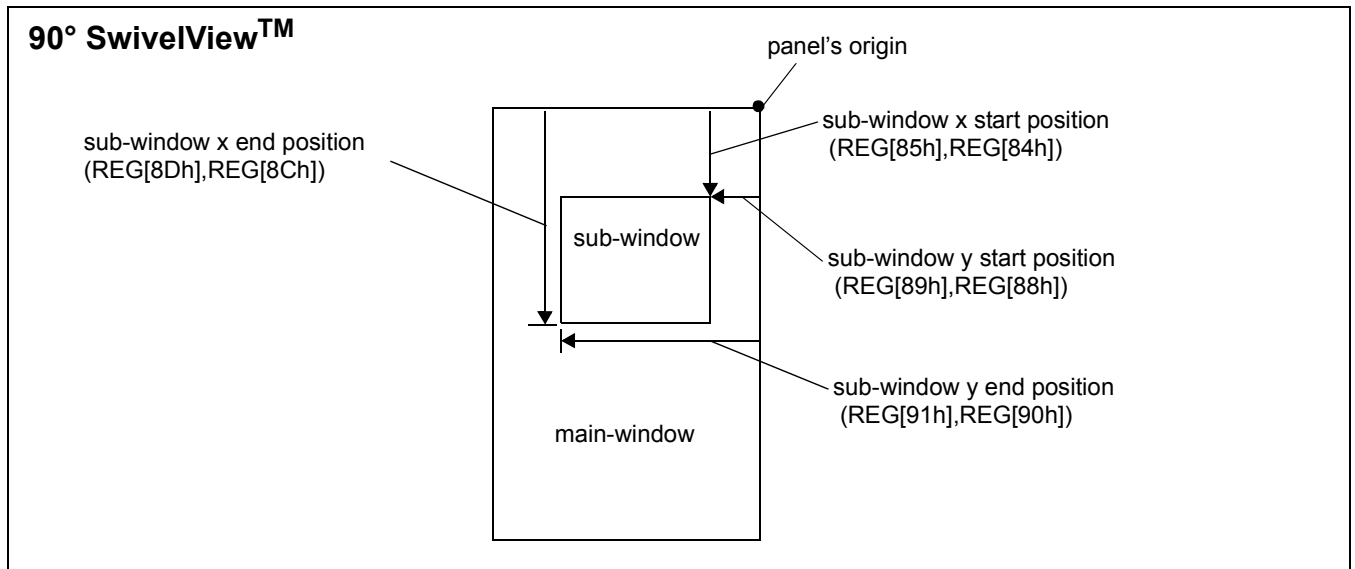 90° SwivelView™
panel's origin
sub-window x end position
(REG[8Dh],REG[8Ch])
sub-window x start position
(REG[85h],REG[84h])
sub-window
sub-window y start position
(REG[89h],REG[88h])
sub-window y end position
(REG[91h],REG[90h])
main-window